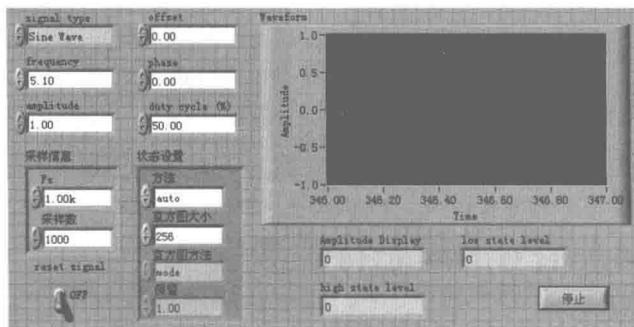 signal type
Sine Wave
frequency
5.10
amplitude
1.00
offset
0.00
phase
0.00
duty cycle (%)
50.00
采样信息
Fs
1.00k
采样数
1000
reset signal
OFF
状态设置
方法
auto
直方图大小
256
直方图方法
mode
保留
1.00
Waveform
Amplitude
1.0
0.5
0.0
-0.5
-1.0
346.00 346.20 346.40 346.60 346.80 347.00
Time
Amplitude Display
0
low state level
0
high state level
0
停止